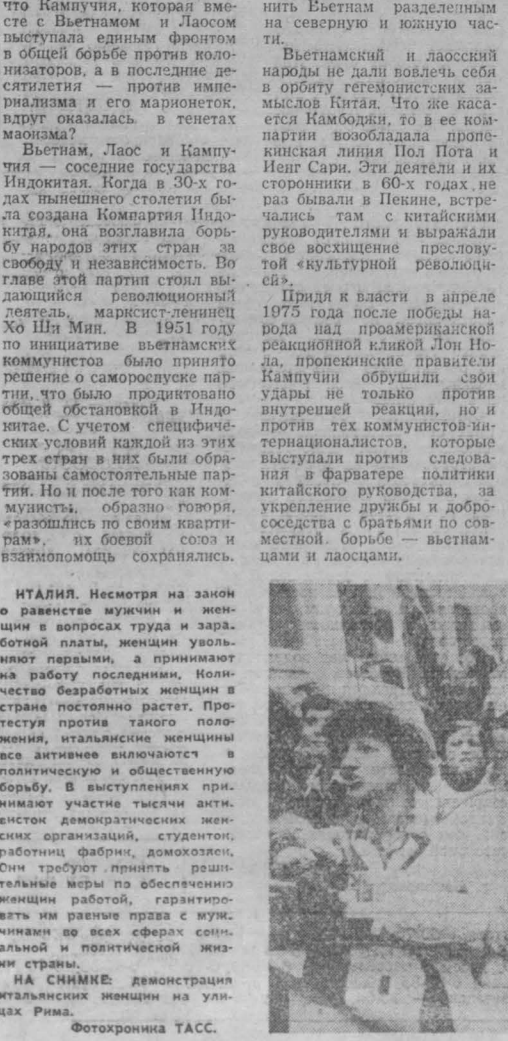 что Кампучия, которая вме-
сте с Вьетнамом и Лаосом
выступала единым фронтом
в общей борьбе против коло-
низаторов, а в последние де-
сятилетия — против импе-
риализма и его марионеток,
вдруг оказалась в тенетах
маоизма?
Вьетнам, Лаос и Кампу-
чия — соседние государства
Индокитая. Когда в 30-х го-
дах нынешнего столетия бы-
ла создана Компартия Индо-
китая, она возглавила борь-
бу народов этих стран за
свободу и независимость. Во
главе этой партии стоял вы-
дающийся революционный
деятель, марксист-ленинец
Хо Ши Мин. В 1951 году
по инициативе вьетнамских
коммунистов было принято
решение о самороспуске пар-
тии, что было продиктовано
общей обстановкой в Индо-
китае. С учетом специфиче-
ских условий каждой из этих
трех стран в них были обра-
зованы самостоятельные пар-
тии. Но и после того как ком-
мунисты, образно говоря,
«разошлись по своим кварти-
рам», их боевой союз и
взаимопомощь сохранялись.
нить Вьетнам разделенным
на северную и южную час-
ти.
Вьетнамский и лаосский
народы не дали вовлечь себя
в орбиту гегемонистских за-
мыслов Китая. Что же каса-
ется Камбоджи, то в ее ком-
партии возобладала пропе-
кинская линия Пол Пота и
Иенг Сари. Эти деятели и их
сторонники в 60-х годах не
раз бывали в Пекине, встре-
чались там с китайскими
руководителями и выражали
свое восхищение преслову-
той «культурной революци-
ей».
Придя к власти в апреле
1975 года после победы на-
рода над проамериканской
реакционной кликой Лон Но-
ла, пропекинские правители
Кампучии обрушили свои
удары не только против
внутренней реакции, но и
против тех коммунистов-ин-
тернационалистов, которые
выступали против следова-
ния в фарватере политики
китайского руководства, за
укрепление дружбы и добро-
соседства с братьями по сов-
местной борьбе — вьетнам-
цами и лаосцами.
ИТАЛИЯ. Несмотря на закон
о равенстве мужчин и жен-
щин в вопросах труда и зара-
ботной платы, женщин уволь-
няют первыми, а принимают
на работу последними. Коли-
чество безработных женщин в
стране постоянно растет. Про-
тестуя против такого поло-
жения, итальянские женщины
все активнее включаются в
политическую и общественную
борьбу. В выступлениях при-
нимают участие тысячи акти-
висток демократических жен-
ских организаций, студенток,
работниц фабрик, домохозяек.
Они требуют принять реши-
тельные меры по обеспечению
женщин работой, гарантиро-
вать им равные права с муж-
чинами во всех сферах соци-
альной и политической жиз-
ни страны.
НА СНИМКЕ: демонстрация
итальянских женщин на ули-
цах Рима.
Фотохроника ТАСС.